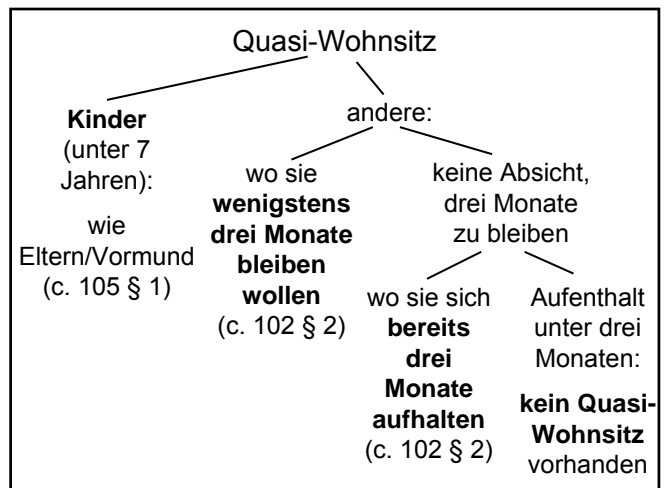 Quasi-Wohnsitz
Kinder
(unter 7
Jahren):
wie
Eltern/Vormund
(c. 105 § 1)
andere:
wo sie
wenigstens
drei Monate
bleiben
wollen
(c. 102 § 2)
keine Absicht,
drei Monate
zu bleiben
wo sie sich
bereits
drei
Monate
aufhalten
(c. 102 § 2)
Aufenthalt
unter drei
Monaten:
kein Quasi-
Wohnsitz
vorhanden